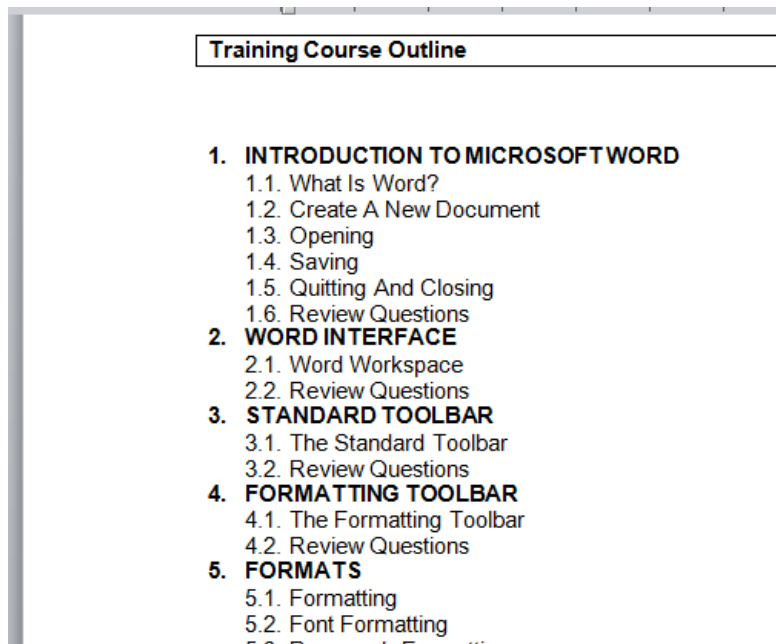 Training Course Outline
1. INTRODUCTION TO MICROSOFT WORD
1.1. What Is Word?
1.2. Create A New Document
1.3. Opening
1.4. Saving
1.5. Quitting And Closing
1.6. Review Questions
2. WORD INTERFACE
2.1. Word Workspace
2.2. Review Questions
3. STANDARD TOOLBAR
3.1. The Standard Toolbar
3.2. Review Questions
4. FORMATTING TOOLBAR
4.1. The Formatting Toolbar
4.2. Review Questions
5. FORMATS
5.1. Formatting
5.2. Font Formatting